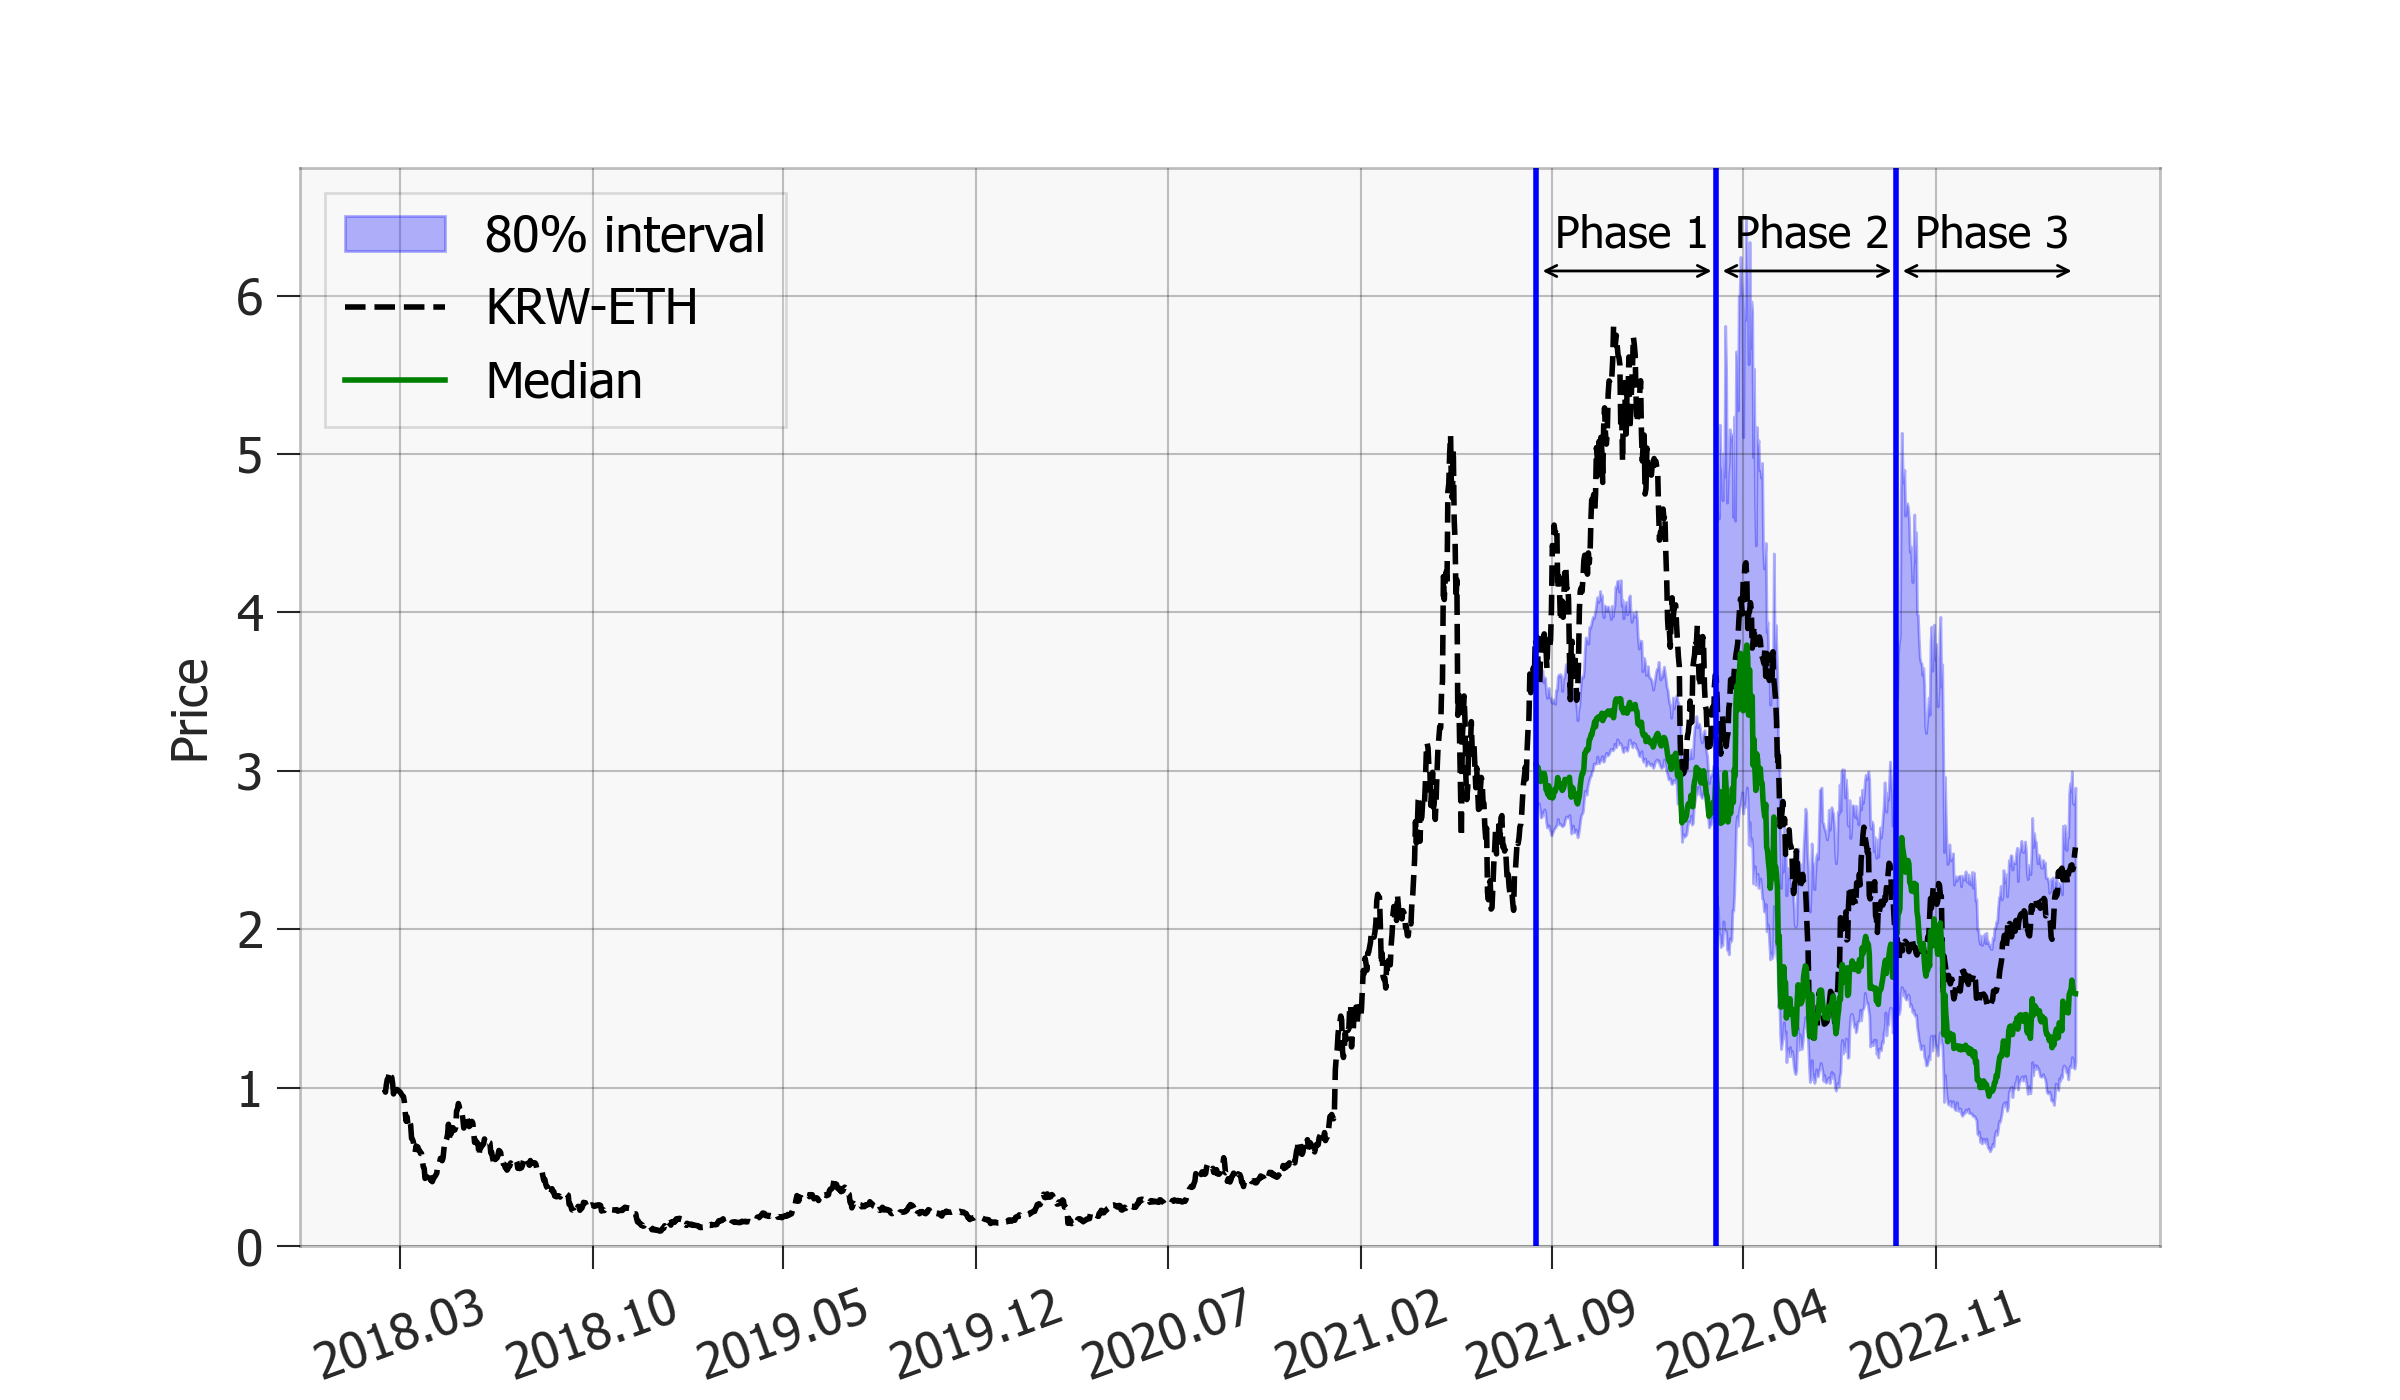 80% interval
KRW-ETH
Median
Phase 1
Phase 2
Phase 3
Price
6
5
4
3
2
1
0
2018.03
2018.10
2019.05
2019.12
2020.07
2021.02
2021.09
2022.04
2022.11